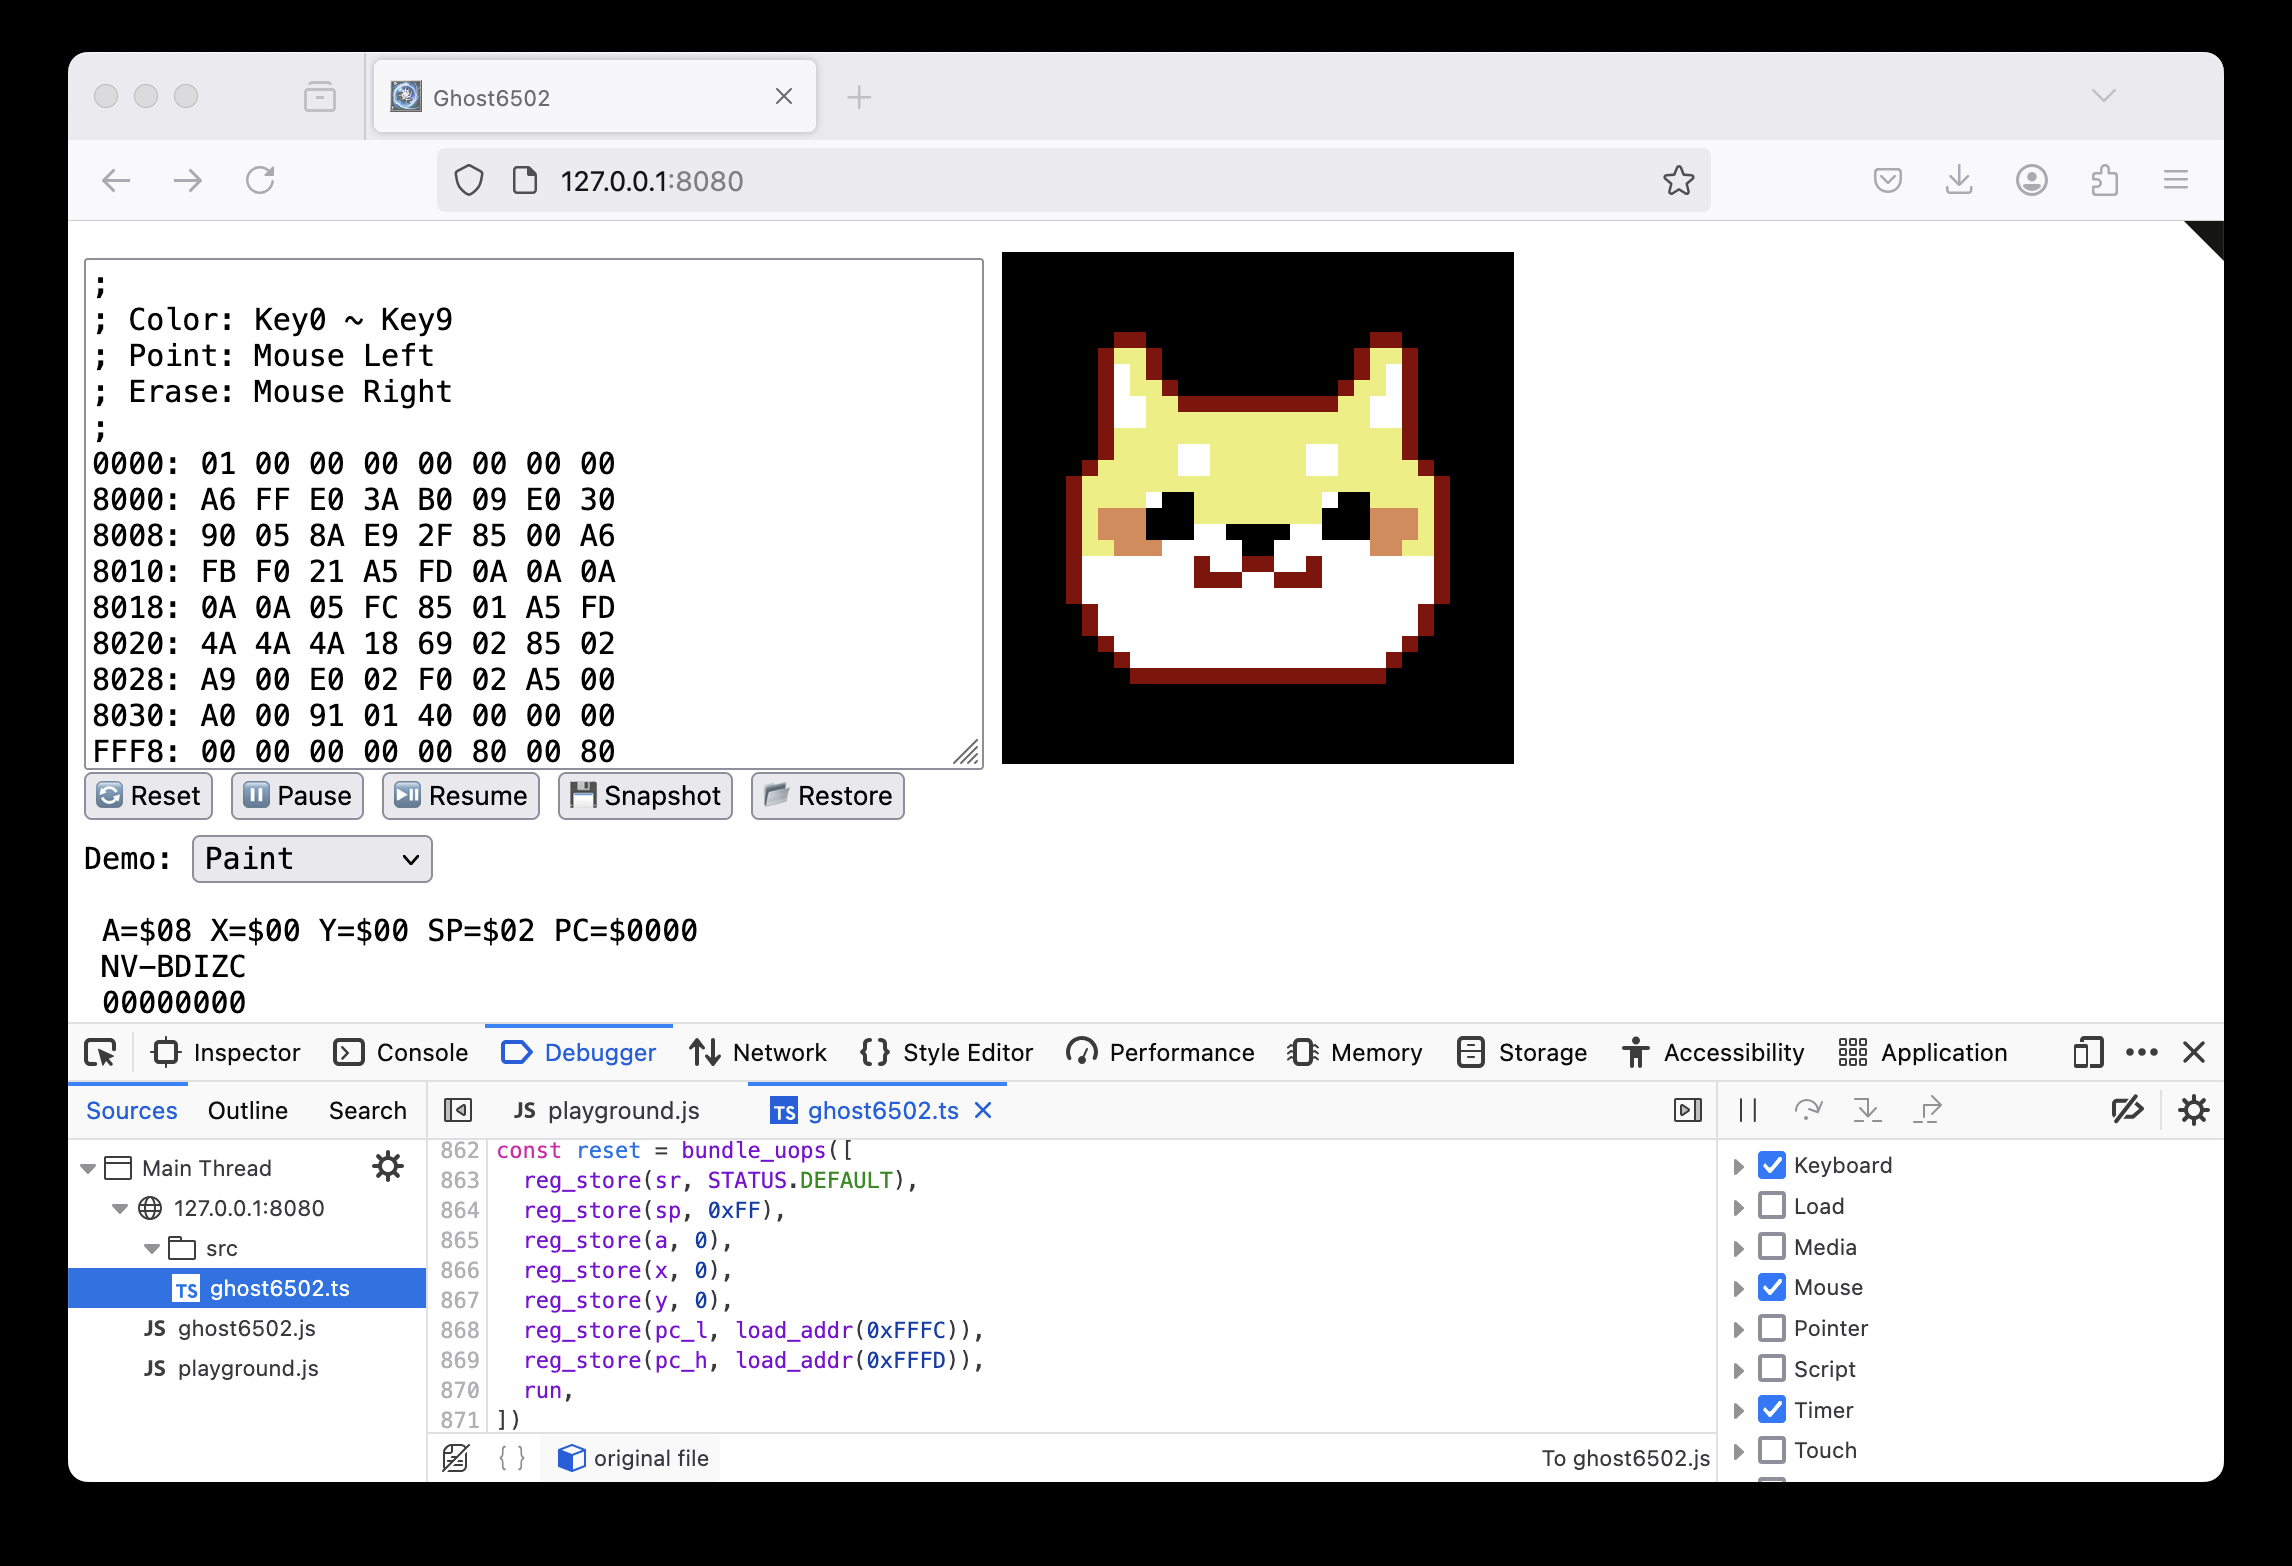 Ghost6502
127.0.0.1:8080
;
; Color: Key0 ~ Key9
; Point: Mouse Left
; Erase: Mouse Right
;
0000: 01 00 00 00 00 00 00 00
8000: A6 FF E0 3A B0 09 E0 30
8008: 90 05 8A E9 2F 85 00 A6
8010: FB F0 21 A5 FD 0A 0A 0A
8018: 0A 0A 05 FC 85 01 A5 FD
8020: 4A 4A 4A 18 69 02 85 02
8028: A9 00 E0 02 F0 02 A5 00
8030: A0 00 91 01 40 00 00 00
FFF8: 00 00 00 00 00 80 00 80
Reset Pause Resume Snapshot Restore
Demo: Paint
A=$08 X=$00 Y=$00 SP=$02 PC=$0000
NV-BDIZC
00000000
Inspector Console Debugger Network {} Style Editor Performance Memory Storage Accessibility Application
Sources Outline Search
JS playground.js TS ghost6502.ts
Main Thread
127.0.0.1:8080
src
TS ghost6502.ts
JS ghost6502.js
JS playground.js
862 const reset = bundle_uops([
863 reg_store(sr, STATUS.DEFAULT),
864 reg_store(sp, 0xFF),
865 reg_store(a, 0),
866 reg_store(x, 0),
867 reg_store(y, 0),
868 reg_store(pc_l, load_addr(0xFFFC)),
869 reg_store(pc_h, load_addr(0xFFFD)),
870 run,
871 ])
{ } original file To ghost6502.js
Keyboard
Load
Media
Mouse
Pointer
Script
Timer
Touch